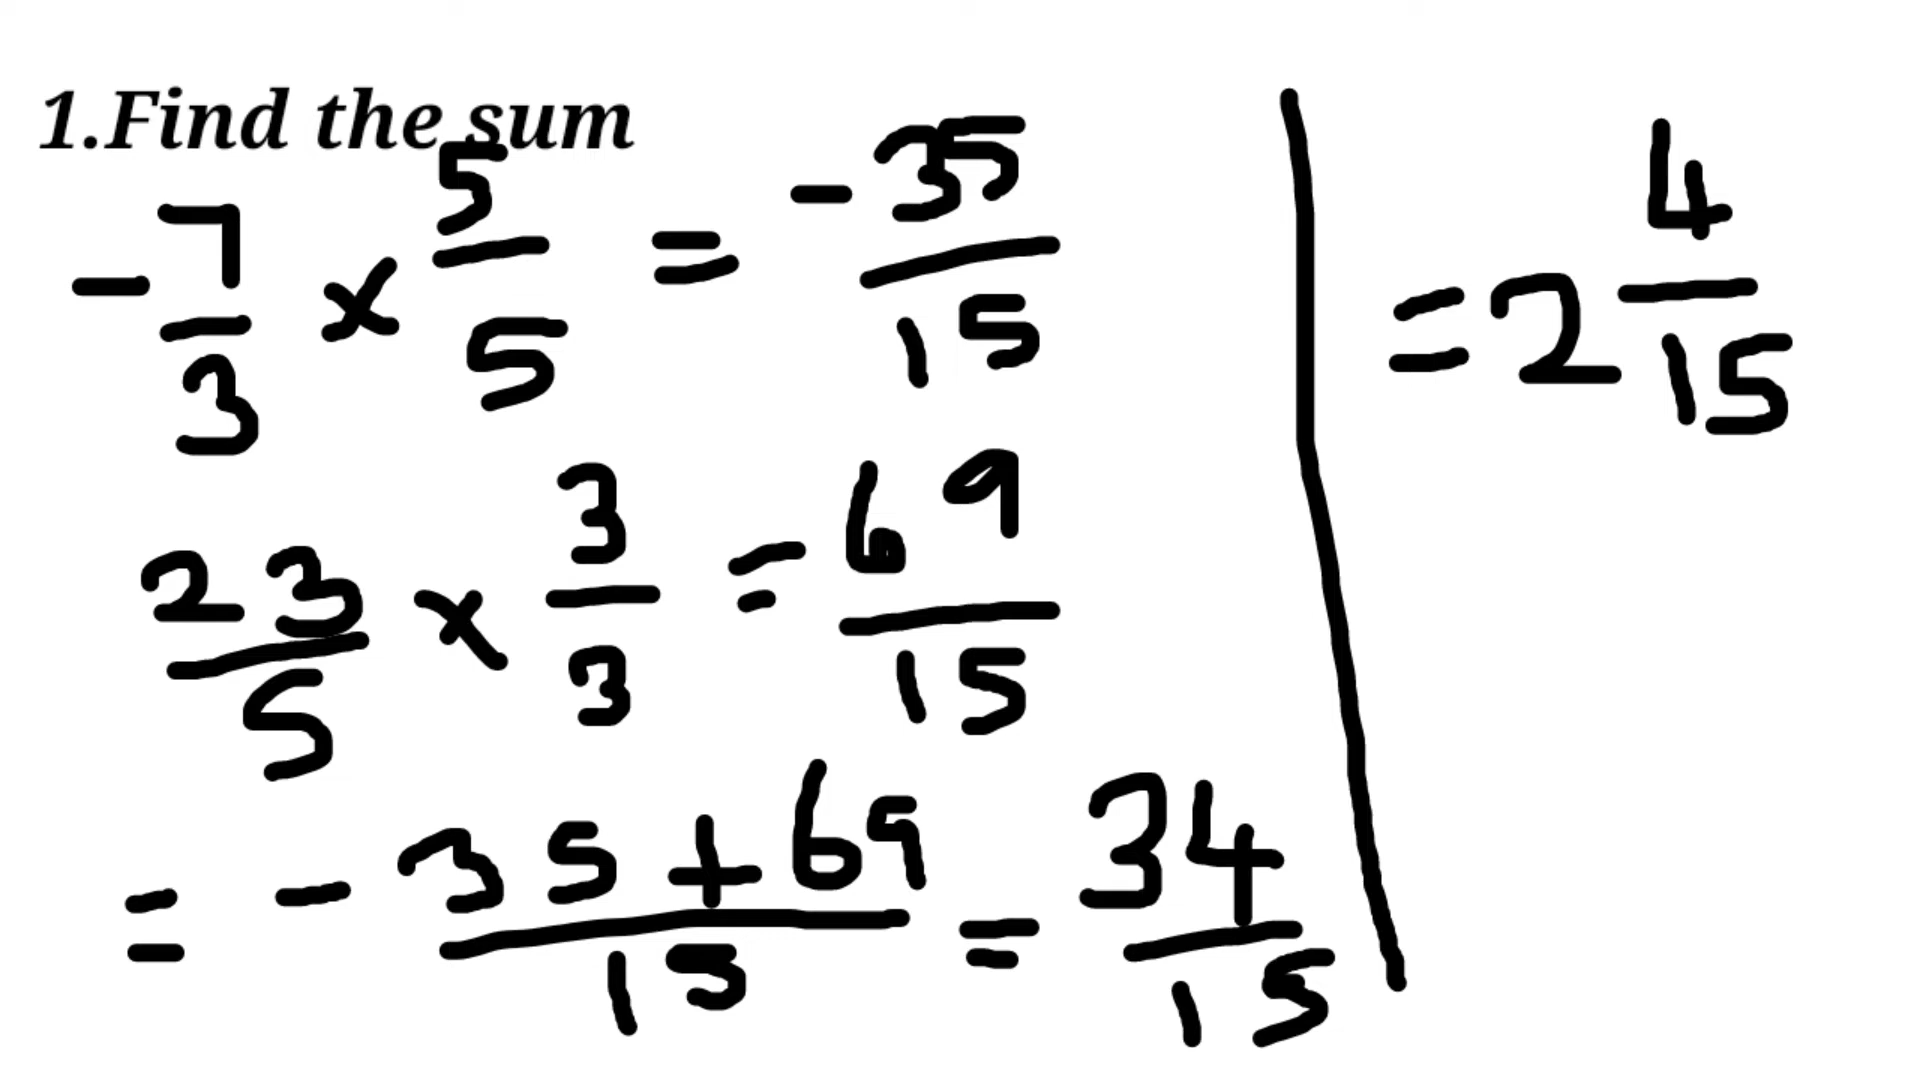 1.Find the sum
-7/3 × 5/5 = -35/15
23/5 × 3/3 = 69/15
= -35+69/15 = 34/15
= 2 4/15